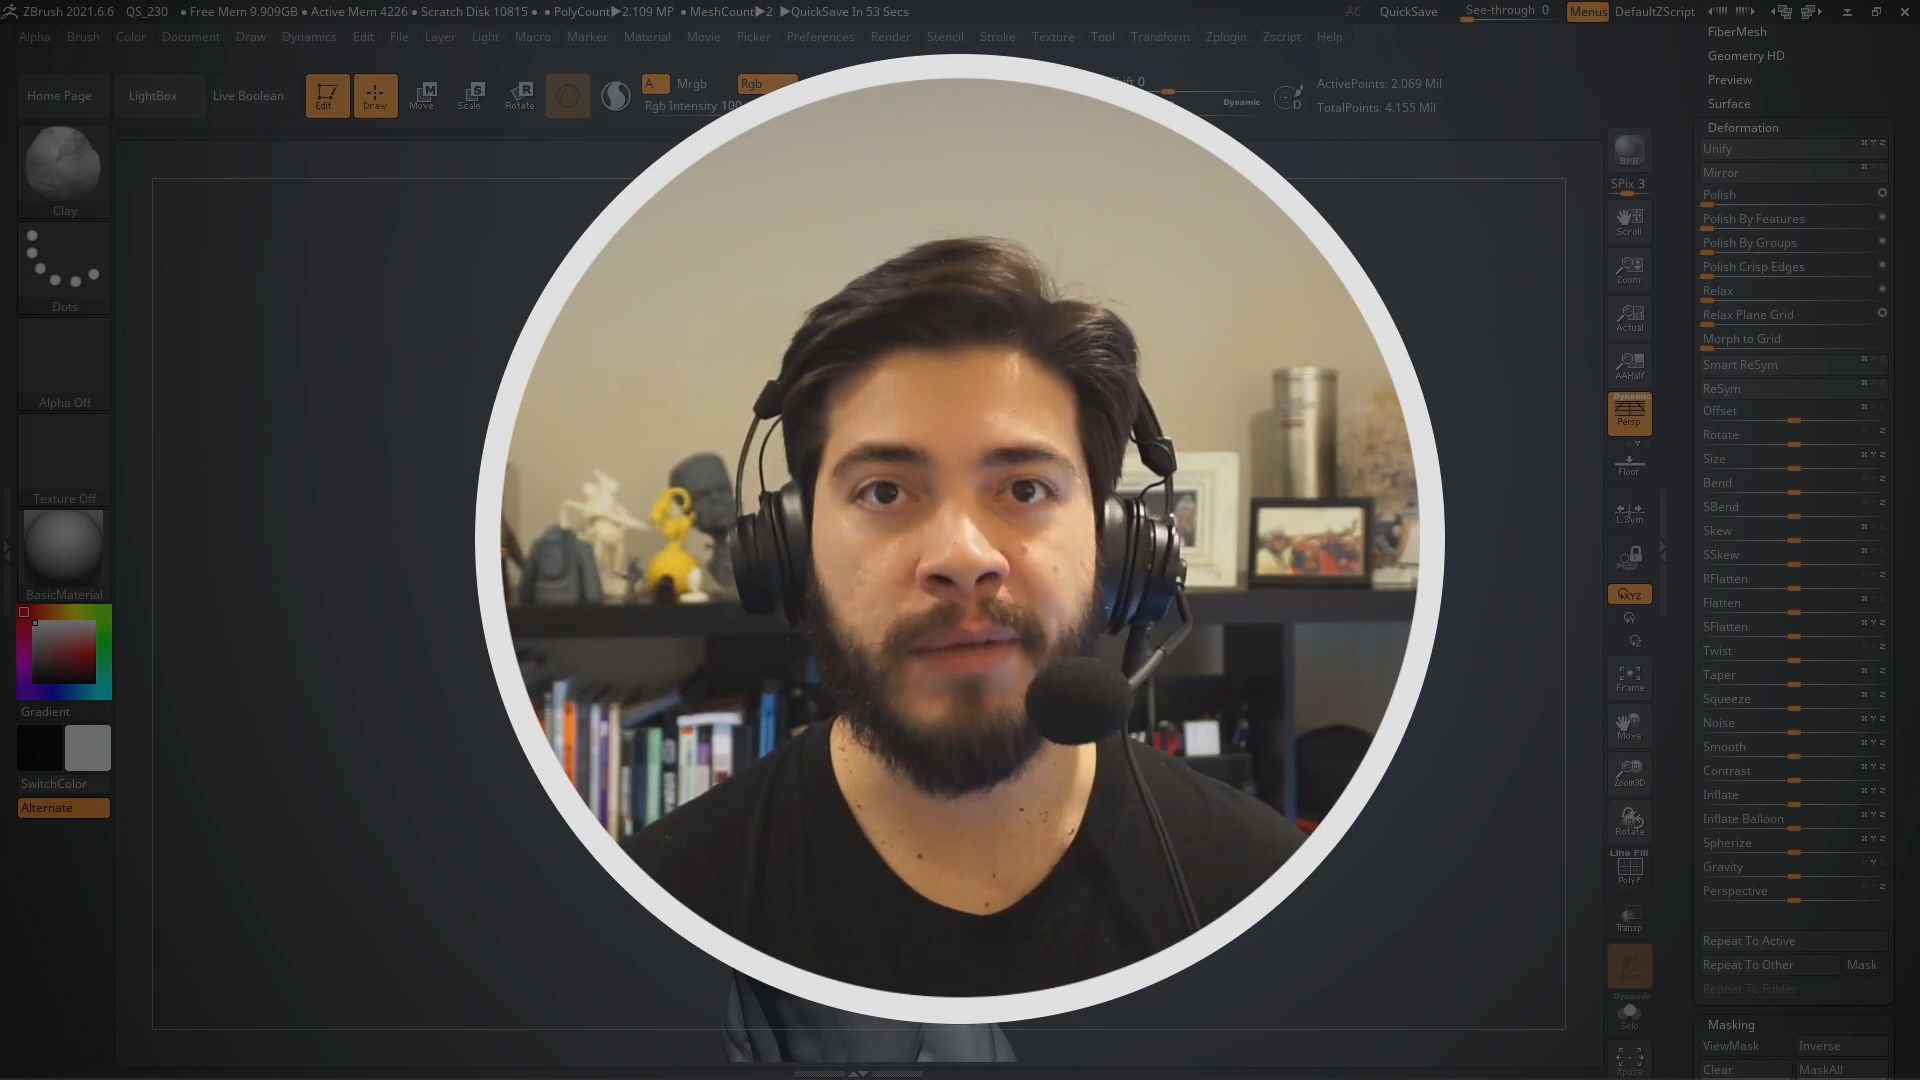 ZBrush 2021.6.6 QS_230 • Free Mem 9.909GB • Active Mem 4226 • Scratch Disk 10815 • • PolyCount▶2.109 MP • MeshCount▶2 ▶QuickSave In 53 Secs AC QuickSave See-through 0 Menus DefaultZScript
Alpha Brush Color Document Draw Dynamics Edit File Layer Light Macro Marker Material Movie Picker Preferences Render Stencil Stroke Texture Tool Transform Zplugin Zscript Help
Home Page LightBox Live Boolean Edit Draw Move Scale Rotate A Mrgb Rgb
Rgb Intensity 100
Dynamic
ActivePoints: 2.069 Mil
TotalPoints: 4.155 Mil
Clay
Dots
Alpha Off
Texture Off
BasicMaterial
Gradient
SwitchColor
Alternate
BPR
SPix 3
Scroll
Zoom
Actual
AAHalf
Dynamic
Persp
Floor
L.Sym
XYZ
Frame
Move
Zoom3D
Rotate
Line Fill
PolyF
Transp
Dynamic
Solo
Xpose
FiberMesh
Geometry HD
Preview
Surface
Deformation
Unify
Mirror
Polish
Polish By Features
Polish By Groups
Polish Crisp Edges
Relax
Relax Plane Grid
Morph to Grid
Smart ReSym
ReSym
Offset
Rotate
Size
Bend
SBend
Skew
SSkew
RFlatten
Flatten
SFlatten
Twist
Taper
Squeeze
Noise
Smooth
Contrast
Inflate
Inflate Balloon
Spherize
Gravity
Perspective
Repeat To Active
Repeat To Other Mask
Repeat To Folder
Masking
ViewMask Inverse
Clear MaskAll